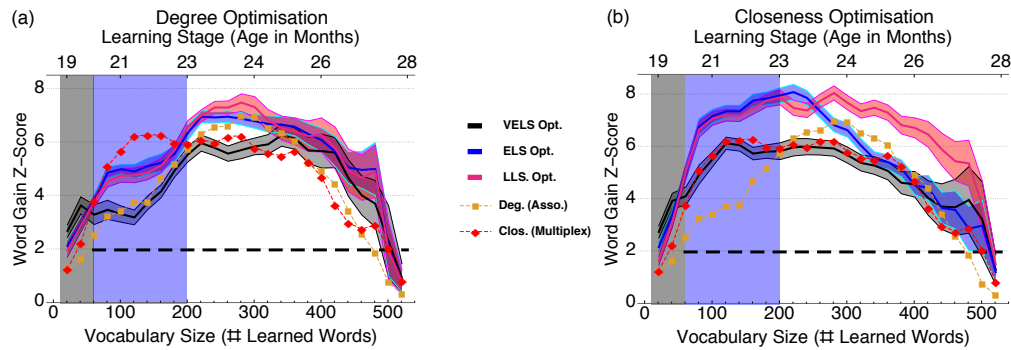 (a)
Degree Optimisation
Learning Stage (Age in Months)
19 21 23 25 26 28
Word Gain Z-Score
8
6
4
2
0
0 100 200 300 400 500
Vocabulary Size (# Learned Words)
VELS Opt.
ELS Opt.
LLS. Opt.
Deg. (Asso.)
Clos. (Multiplex)
(b)
Closeness Optimisation
Learning Stage (Age in Months)
19 21 23 25 26 28
Word Gain Z-Score
8
6
4
2
0
0 100 200 300 400 500
Vocabulary Size (# Learned Words)